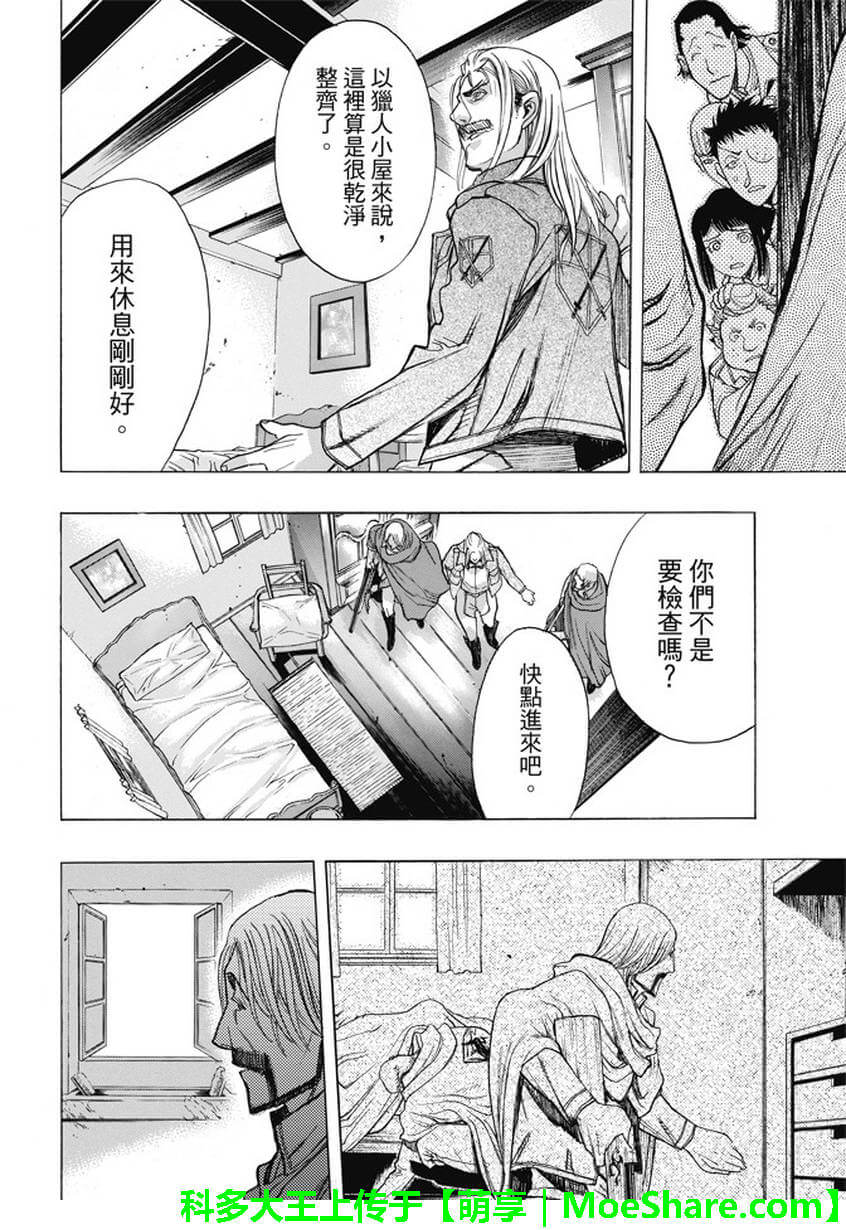 以獵人小屋來說，
這裡算是很乾淨
整齊了。
用來休息剛剛好。
你們不是
要檢查嗎？
快點進來吧。
科多大王上传于【萌享｜MoeShare.com】